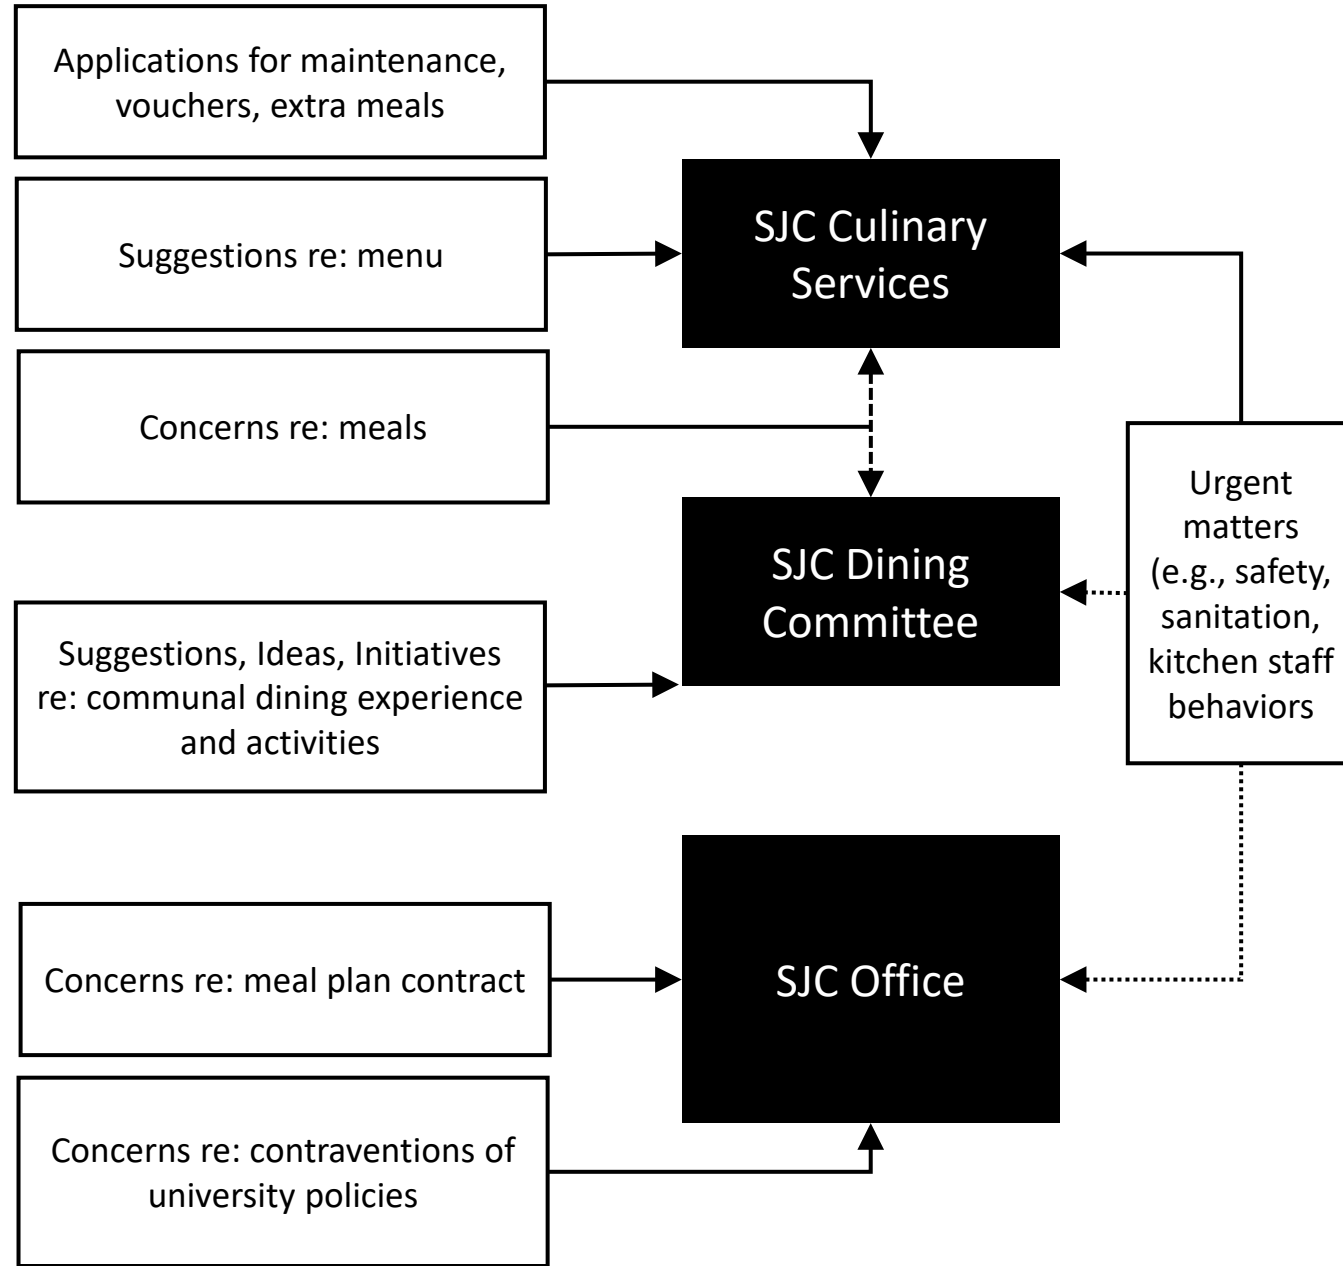 Applications for maintenance,
vouchers, extra meals
SJC Culinary
Services
Suggestions re: menu
Concerns re: meals
Urgent
matters
(e.g., safety,
sanitation,
kitchen staff
behaviors
SJC Dining
Committee
Suggestions, Ideas, Initiatives
re: communal dining experience
and activities
Concerns re: meal plan contract
SJC Office
Concerns re: contraventions of
university policies